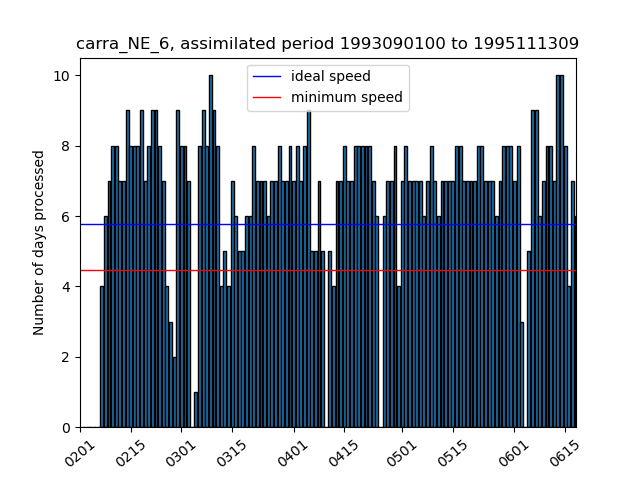 carra_NE_6, assimilated period 1993090100 to 1995111309
ideal speed
minimum speed
Number of days processed
10
8
6
4
2
0
0201 0215 0301 0315 0401 0415 0501 0515 0601 0615